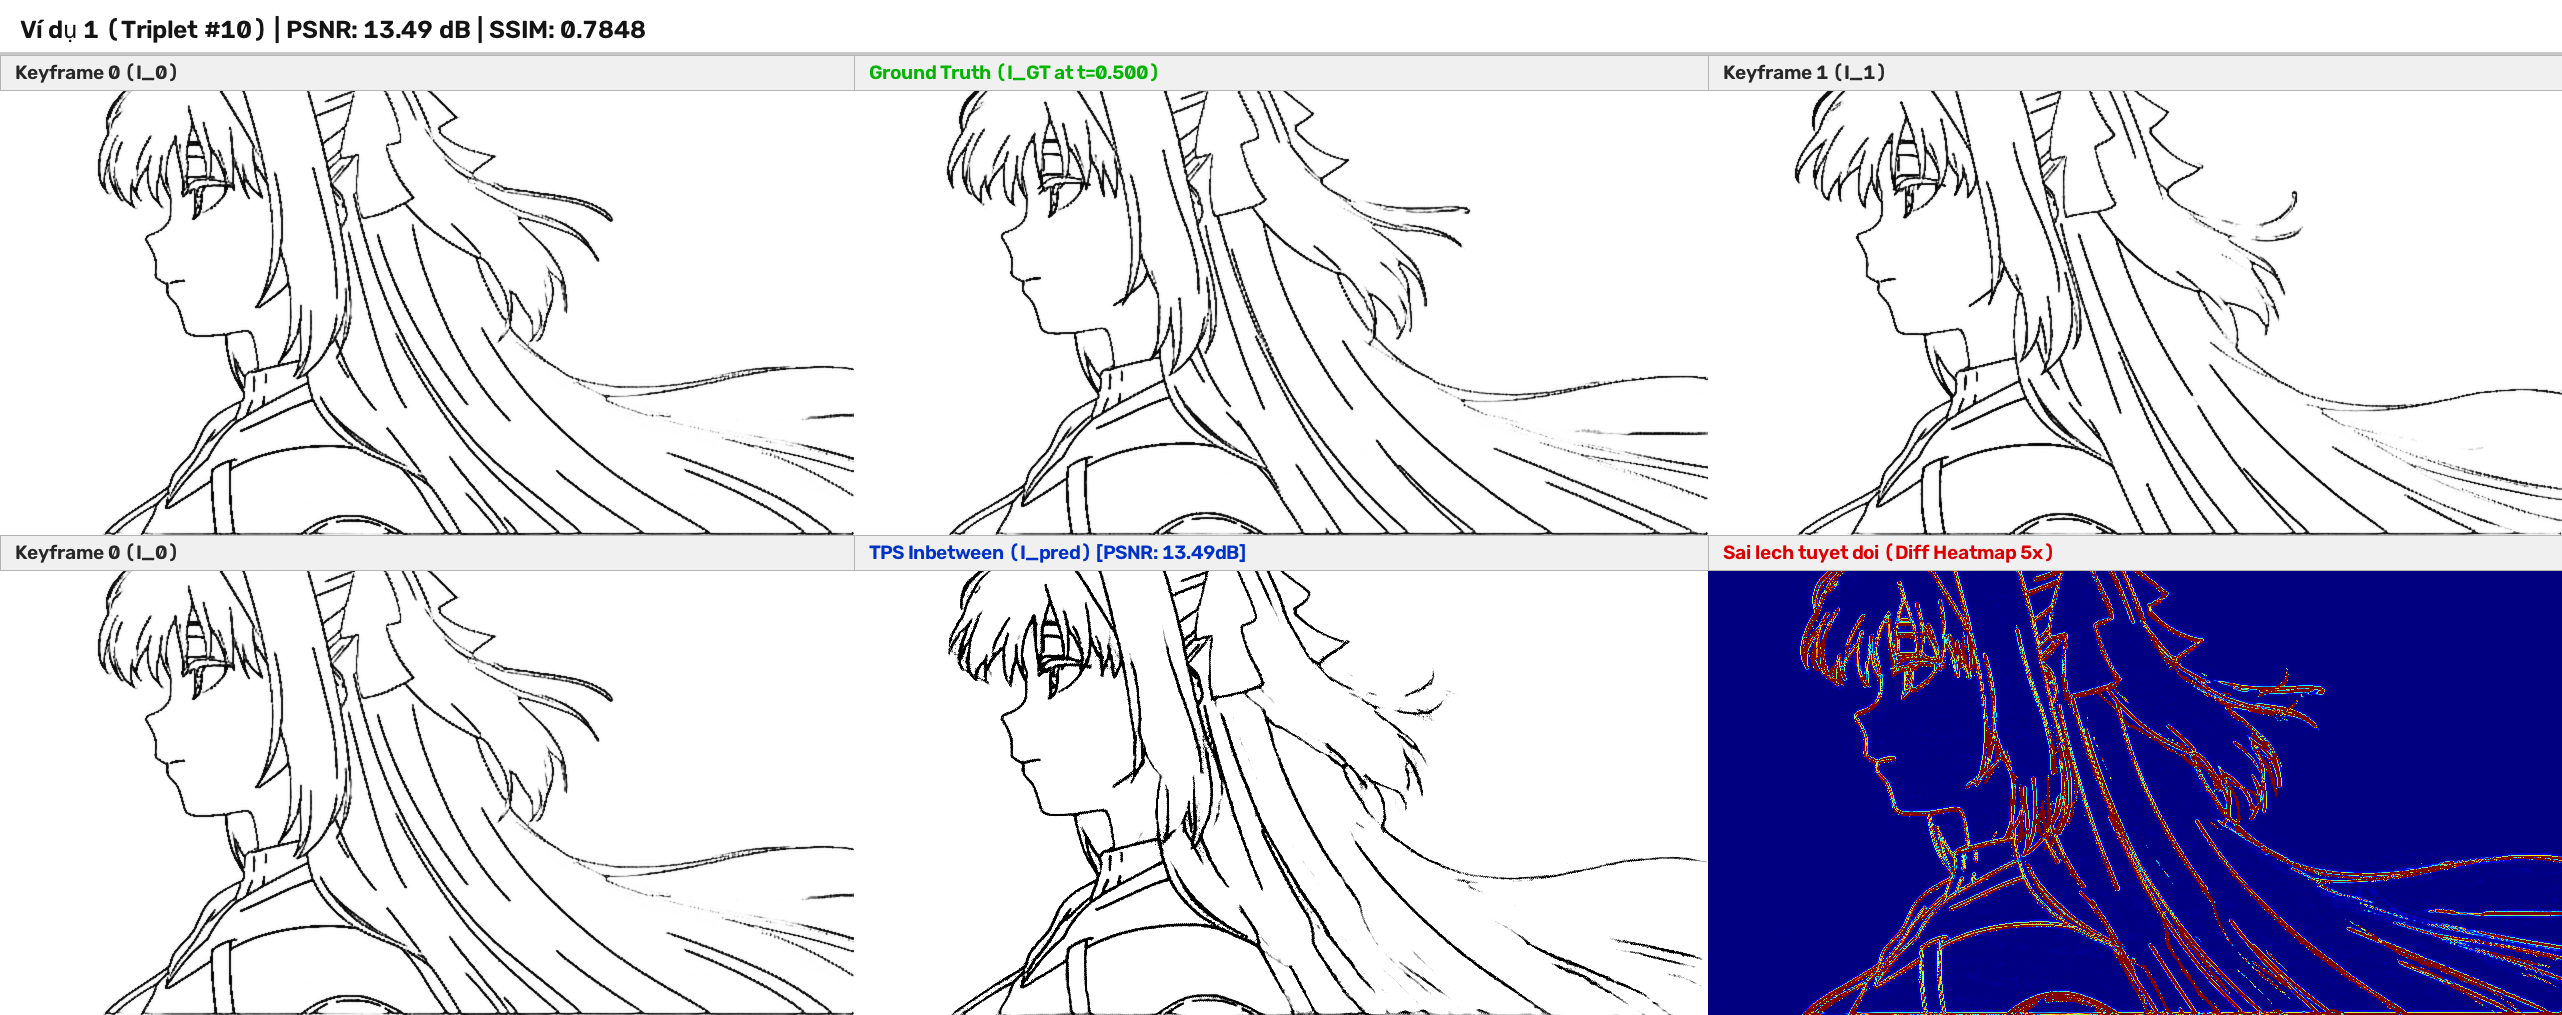 Ví dụ 1 (Triplet #10) | PSNR: 13.49 dB | SSIM: 0.7848
Keyframe 0 (I_0)
Ground Truth (I_GT at t=0.500)
Keyframe 1 (I_1)
Keyframe 0 (I_0)
TPS Inbetween (I_pred) [PSNR: 13.49dB]
Sai lech tuyet doi (Diff Heatmap 5x)